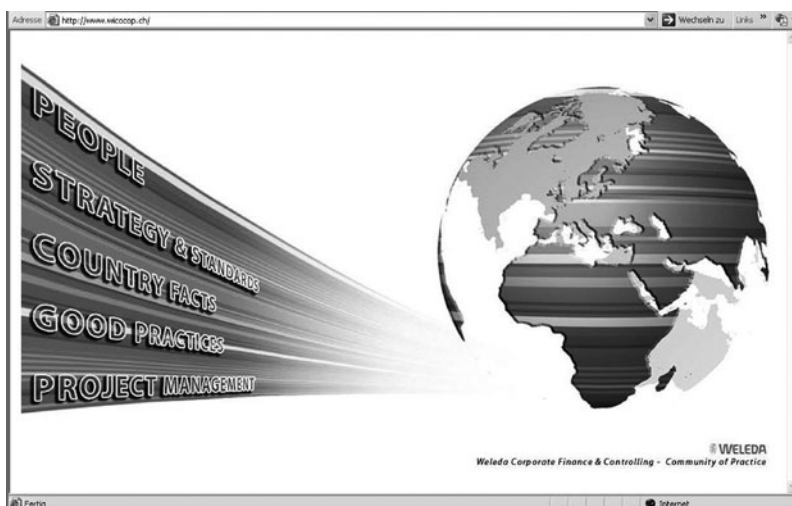 Adresse http://www.wicocop.ch/ Wechseln zu Links »
PEOPLE
STRATEGY & STANDARDS
COUNTRY FACTS
GOOD PRACTICES
PROJECT MANAGEMENT
WELEDA
Weleda Corporate Finance & Controlling - Community of Practice
Fertig Internet